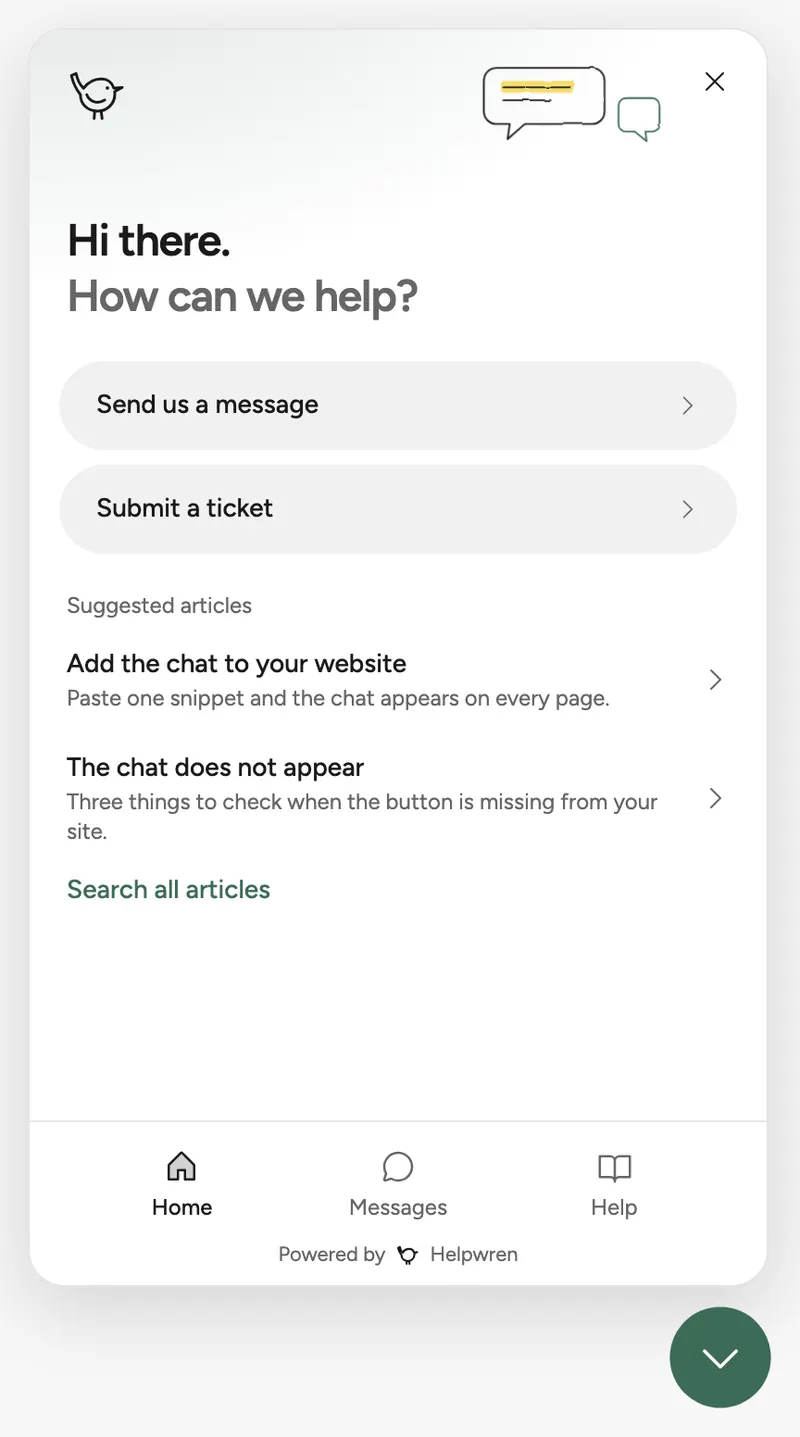 Hi there.
How can we help?
Send us a message
Submit a ticket
Suggested articles
Add the chat to your website
Paste one snippet and the chat appears on every page.
The chat does not appear
Three things to check when the button is missing from your
site.
Search all articles
Home
Messages
Help
Powered by Helpwren